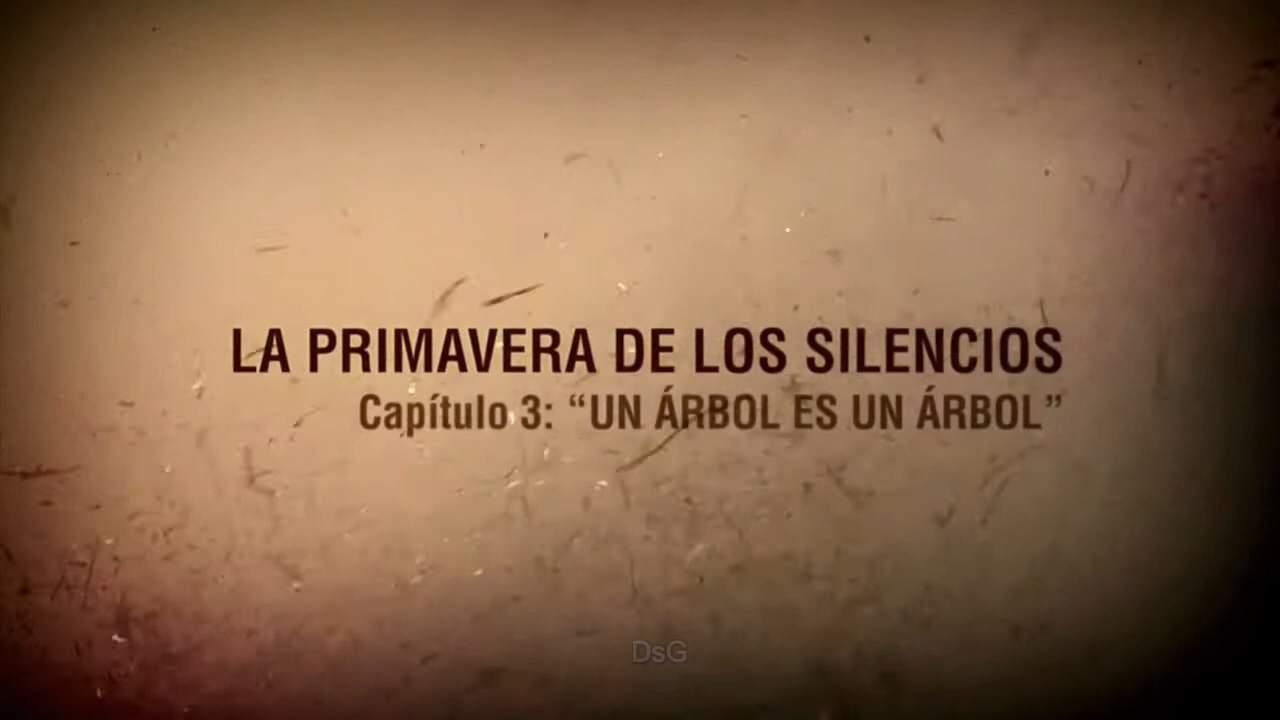 LA PRIMAVERA DE LOS SILENCIOS
Capítulo 3: “UN ÁRBOL ES UN ÁRBOL”
DsG